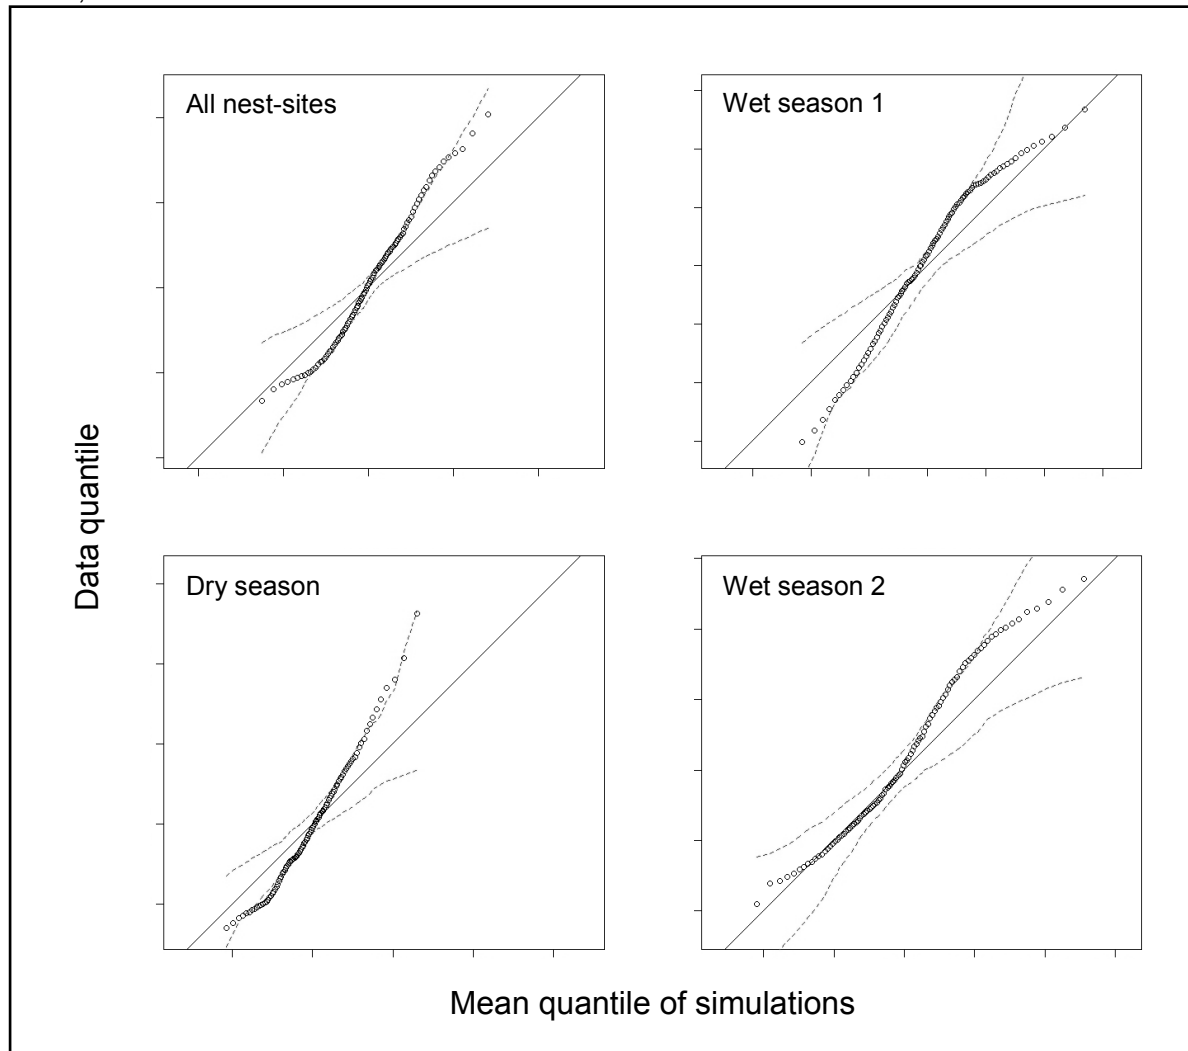 All nest-sites
Wet season 1
Data quantile
Dry season
Wet season 2
Mean quantile of simulations